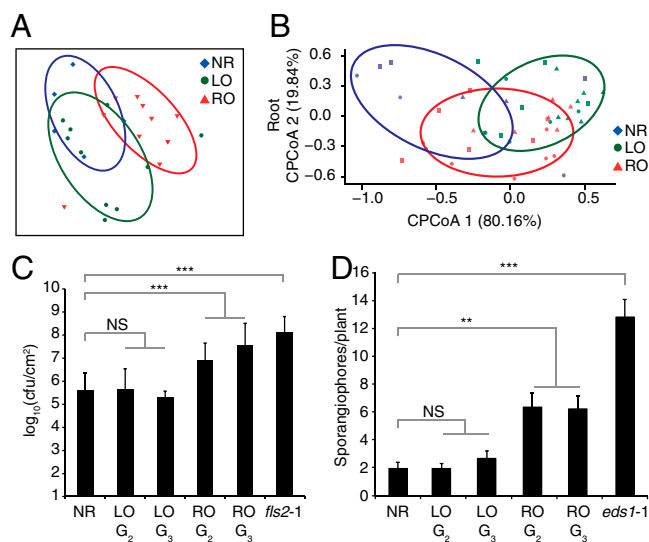 A
NR
LO
RO
B
Root
CPCoA 2 (19.84%)
0.6
0.3
0.0
−0.3
−0.6
−1.0
−0.5
0.0
0.5
CPCoA 1 (80.16%)
NR
LO
RO
C
log10(cfu/cm²)
10
9
8
7
6
5
4
3
2
1
***
***
NS
NR
LO G2
LO G3
RO G2
RO G3
fls2-1
D
Sporangiophores/plant
16
14
12
10
8
6
4
2
0
***
**
NS
NR
LO G2
LO G3
RO G2
RO G3
eds1-1